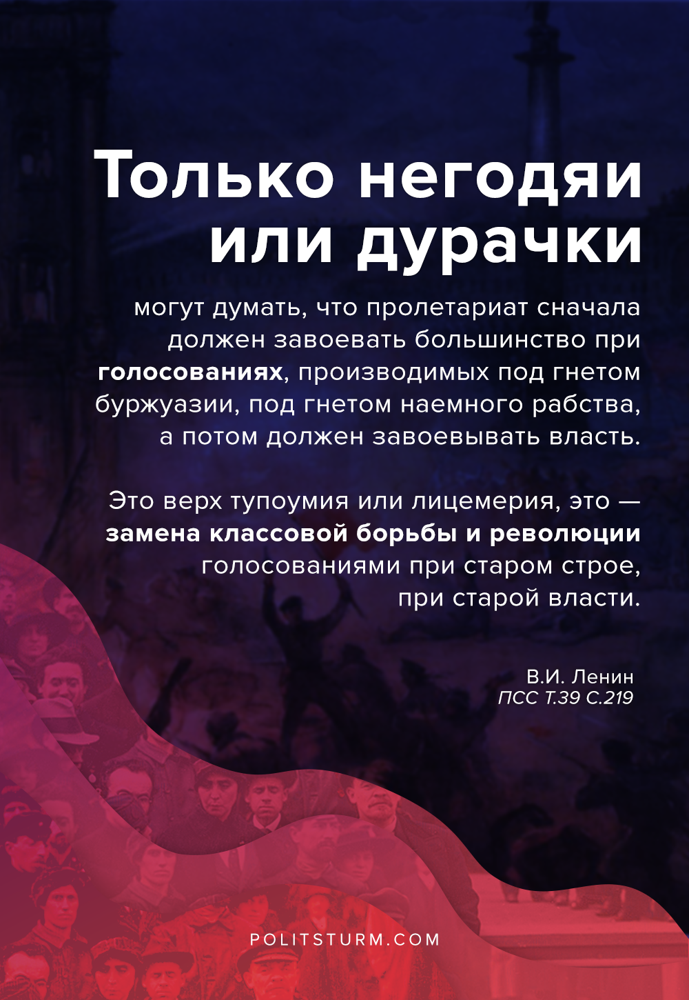 Только негодяи
или дурачки
могут думать, что пролетариат сначала
должен завоевать большинство при
голосованиях, производимых под гнетом
буржуазии, под гнетом наемного рабства,
а потом должен завоевывать власть.
Это верх тупоумия или лицемерия, это —
замена классовой борьбы и революции
голосованиями при старом строе,
при старой власти.
В.И. Ленин
ПСС Т.39 С.219
POLITSTURM.COM